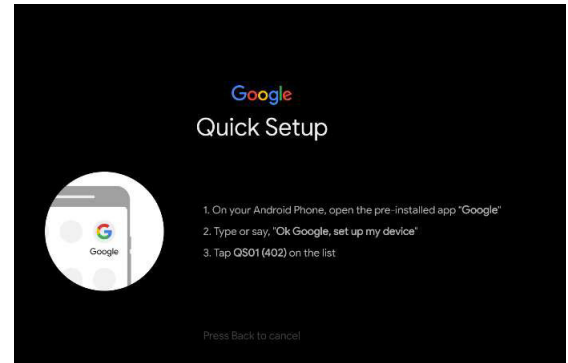 Google
Quick Setup
1. On your Android Phone, open the pre-installed app "Google"
2. Type or say, "Ok Google, set up my device"
3. Tap QS01 (402) on the list
G
Google
Press Back to cancel